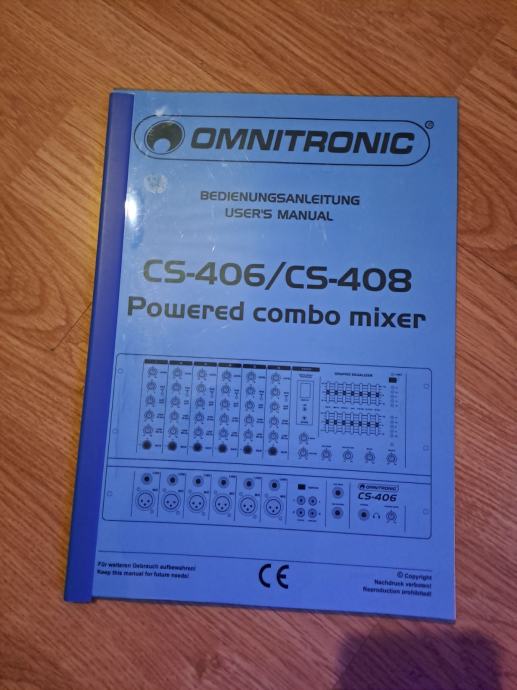 OMNITRONIC®
BEDIENUNGSANLEITUNG
USER'S MANUAL
CS-406/CS-408
Powered combo mixer
GRAPHIC EQUALIZER
OMNITRONIC
CS-406
Für weiteren Gebrauch aufbewahren!
Keep this manual for future needs!
CE
© Copyright
Nachdruck verboten!
Reproduction prohibited!